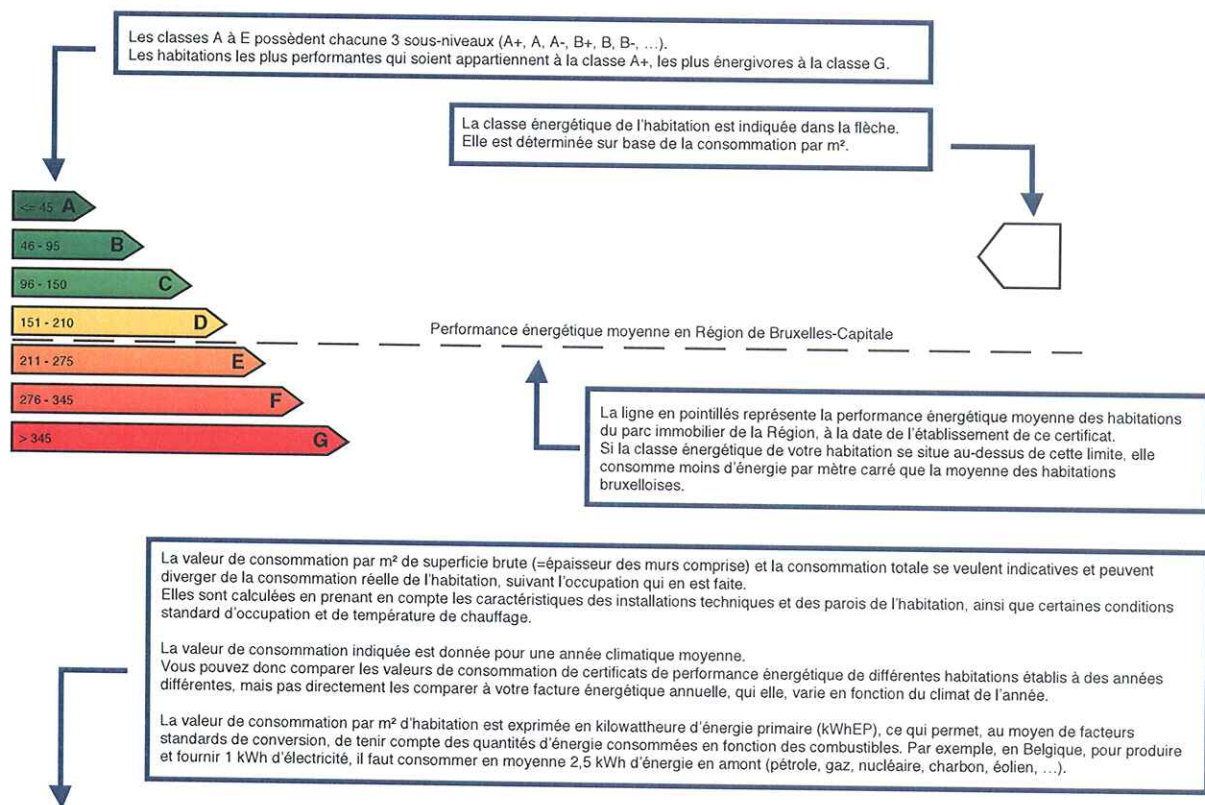 Les classes A à E possèdent chacune 3 sous-niveaux (A+, A, A-, B+, B, B-, ...).
Les habitations les plus performantes qui soient appartiennent à la classe A+, les plus énergivores à la classe G.
La classe énergétique de l'habitation est indiquée dans la flèche.
Elle est déterminée sur base de la consommation par m².
<= 45 A
46 - 95 B
96 - 150 C
151 - 210 D
Performance énergétique moyenne en Région de Bruxelles-Capitale
211 - 275 E
276 - 345 F
> 345 G
La ligne en pointillés représente la performance énergétique moyenne des habitations
du parc immobilier de la Région, à la date de l'établissement de ce certificat.
Si la classe énergétique de votre habitation se situe au-dessus de cette limite, elle
consomme moins d'énergie par mètre carré que la moyenne des habitations
bruxelloises.
La valeur de consommation par m² de superficie brute (=épaisseur des murs comprise) et la consommation totale se veulent indicatives et peuvent
diverger de la consommation réelle de l'habitation, suivant l'occupation qui en est faite.
Elles sont calculées en prenant en compte les caractéristiques des installations techniques et des parois de l'habitation, ainsi que certaines conditions
standard d'occupation et de température de chauffage.
La valeur de consommation indiquée est donnée pour une année climatique moyenne.
Vous pouvez donc comparer les valeurs de consommation de certificats de performance énergétique de différentes habitations établis à des années
différentes, mais pas directement les comparer à votre facture énergétique annuelle, qui elle, varie en fonction du climat de l'année.
La valeur de consommation par m² d'habitation est exprimée en kilowattheure d'énergie primaire (kWhEP), ce qui permet, au moyen de facteurs
standards de conversion, de tenir compte des quantités d'énergie consommées en fonction des combustibles. Par exemple, en Belgique, pour produire
et fournir 1 kWh d'électricité, il faut consommer en moyenne 2,5 kWh d'énergie en amont (pétrole, gaz, nucléaire, charbon, éolien, ...).